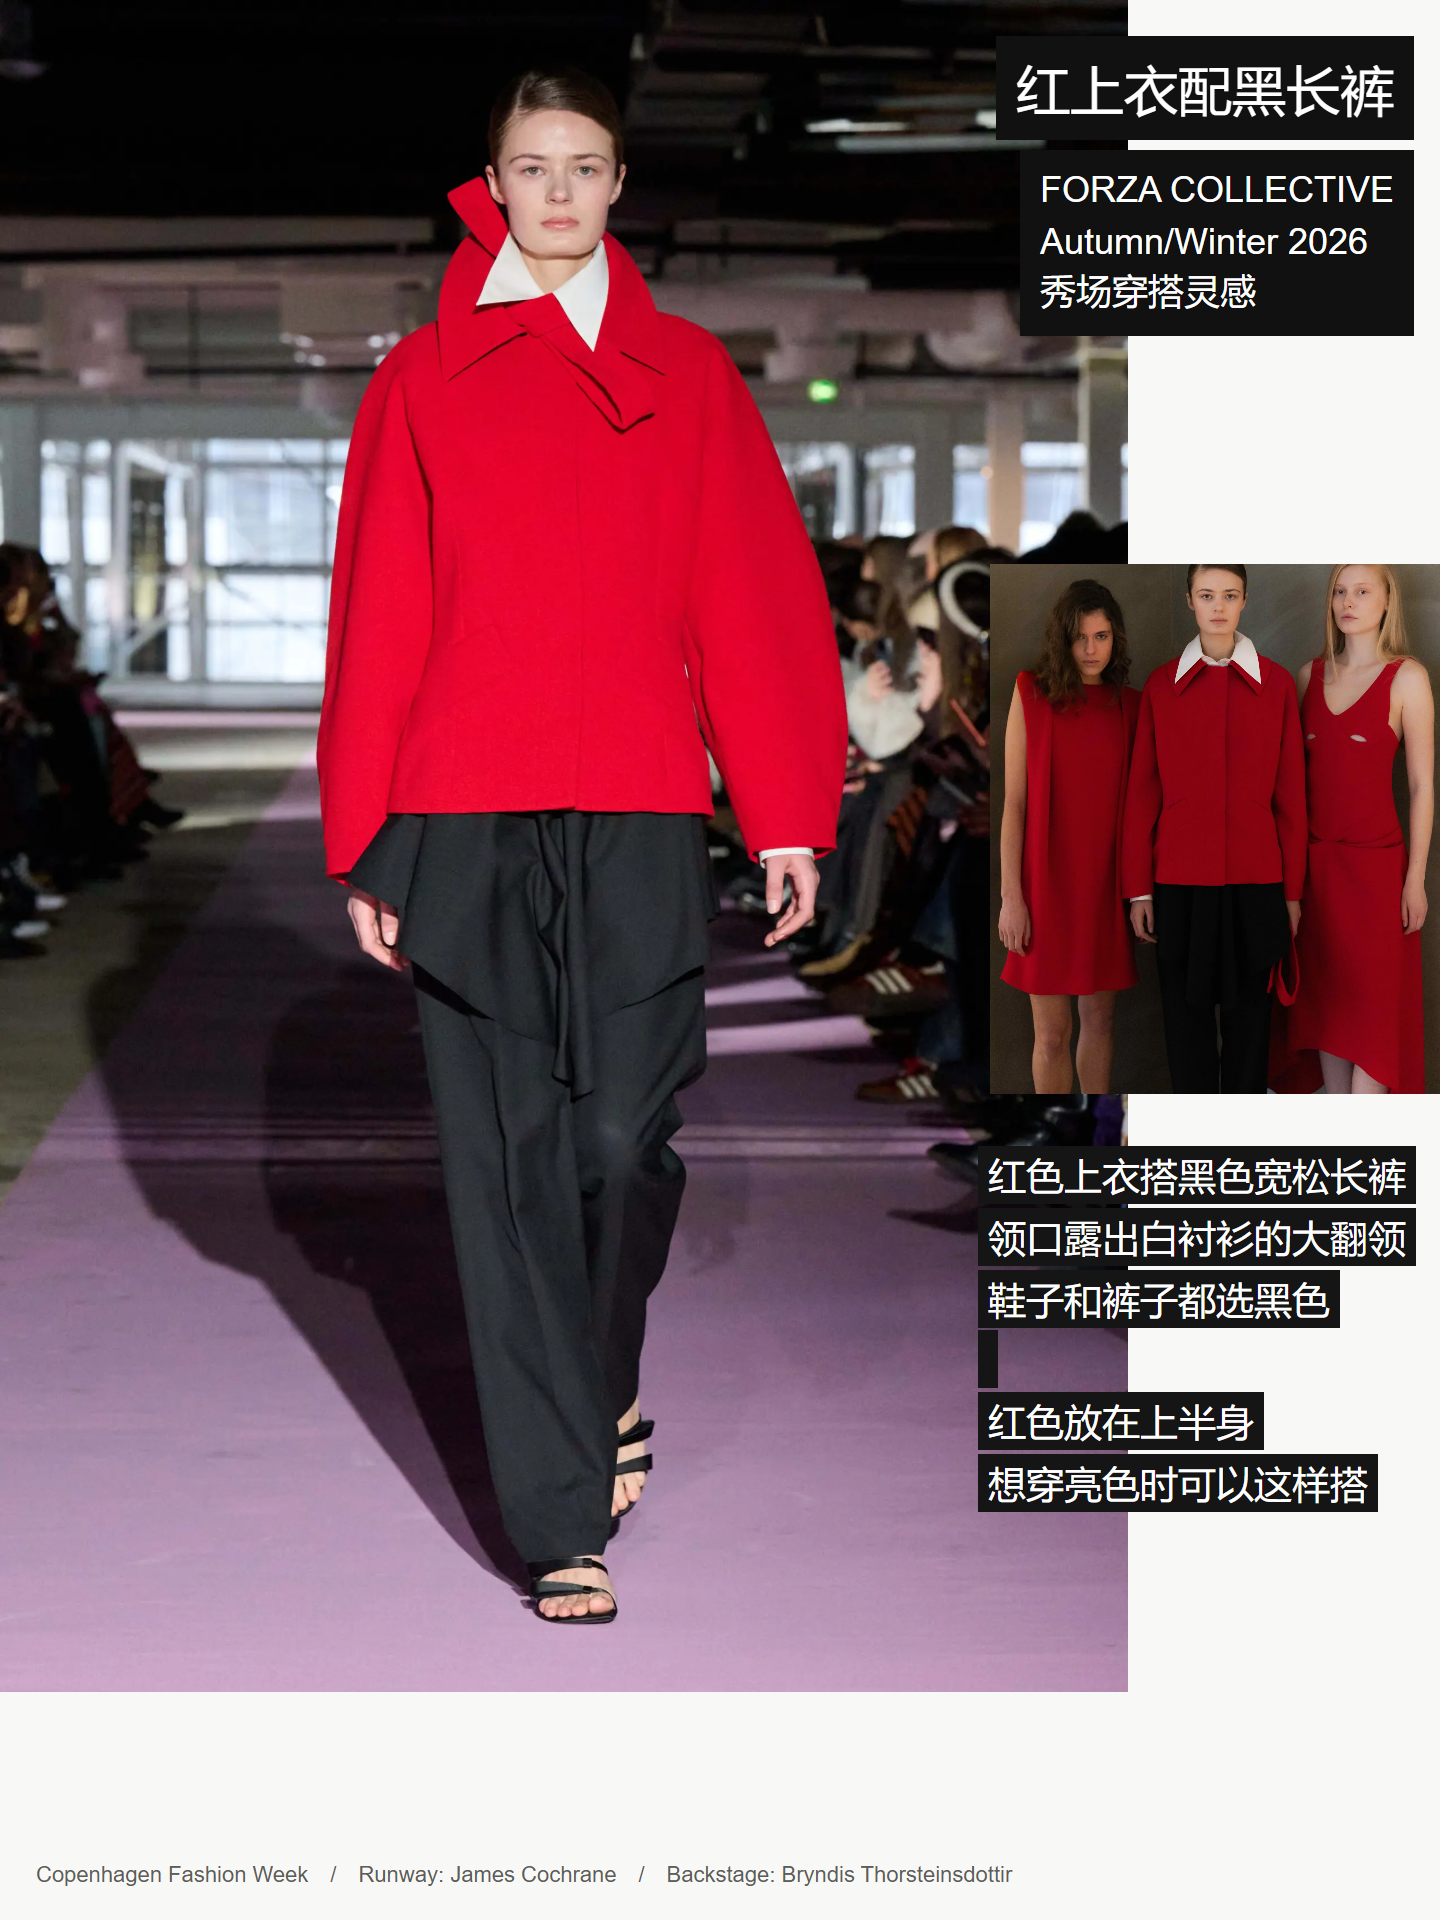 红上衣配黑长裤
FORZA COLLECTIVE
Autumn/Winter 2026
秀场穿搭灵感
红色上衣搭黑色宽松长裤
领口露出白衬衫的大翻领
鞋子和裤子都选黑色
红色放在上半身
想穿亮色时可以这样搭
Copenhagen Fashion Week / Runway: James Cochrane / Backstage: Bryndis Thorsteinsdottir